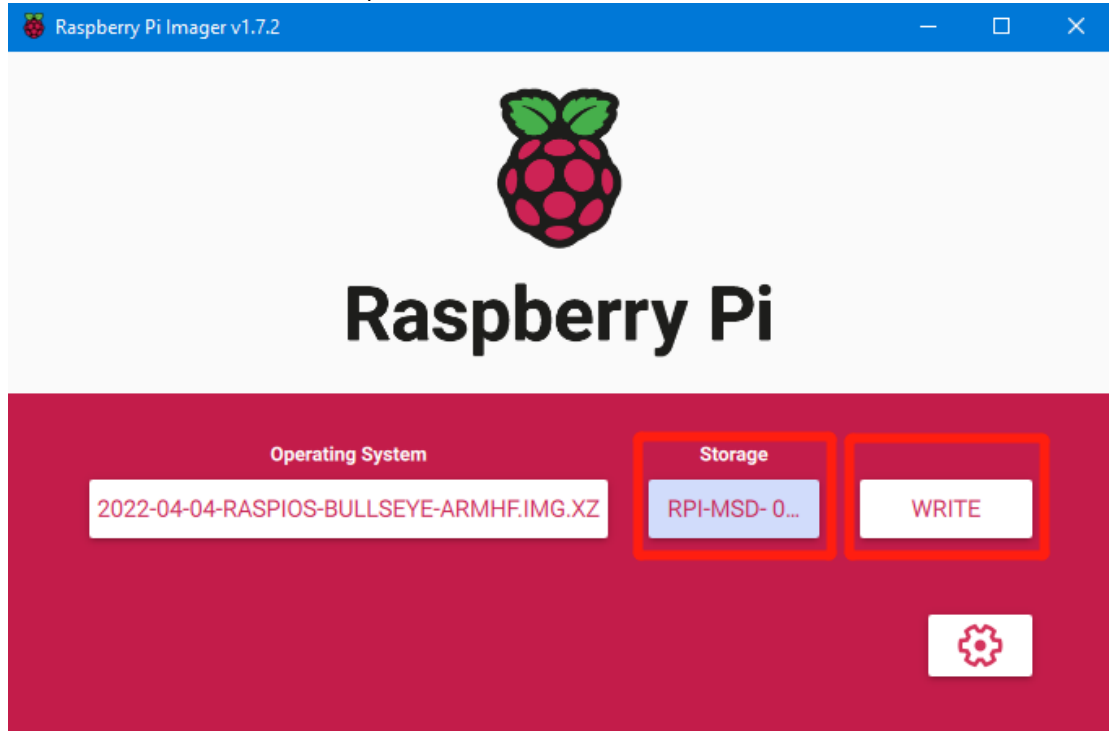 Raspberry Pi Imager v1.7.2
Raspberry Pi
Operating System
Storage
2022-04-04-RASPIOS-BULLSEYE-ARMHF.IMG.XZ
RPI-MSD- 0...
WRITE